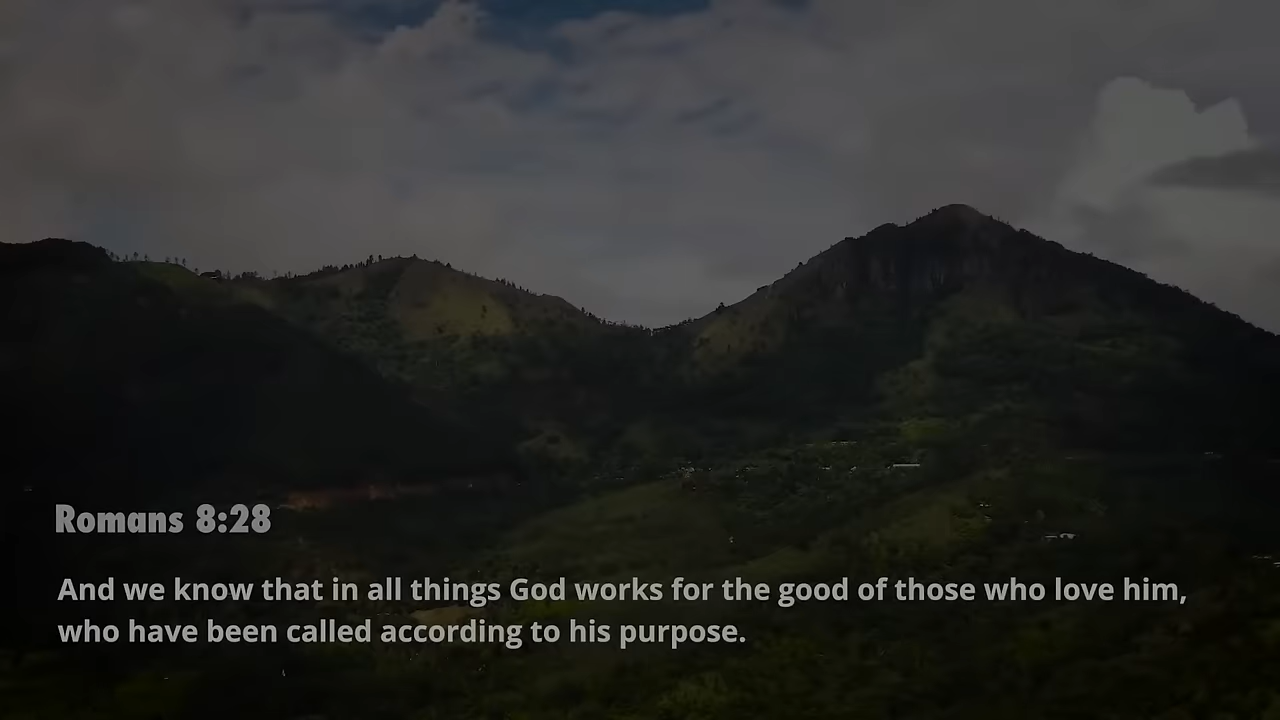 Romans 8:28
And we know that in all things God works for the good of those who love him,
who have been called according to his purpose.